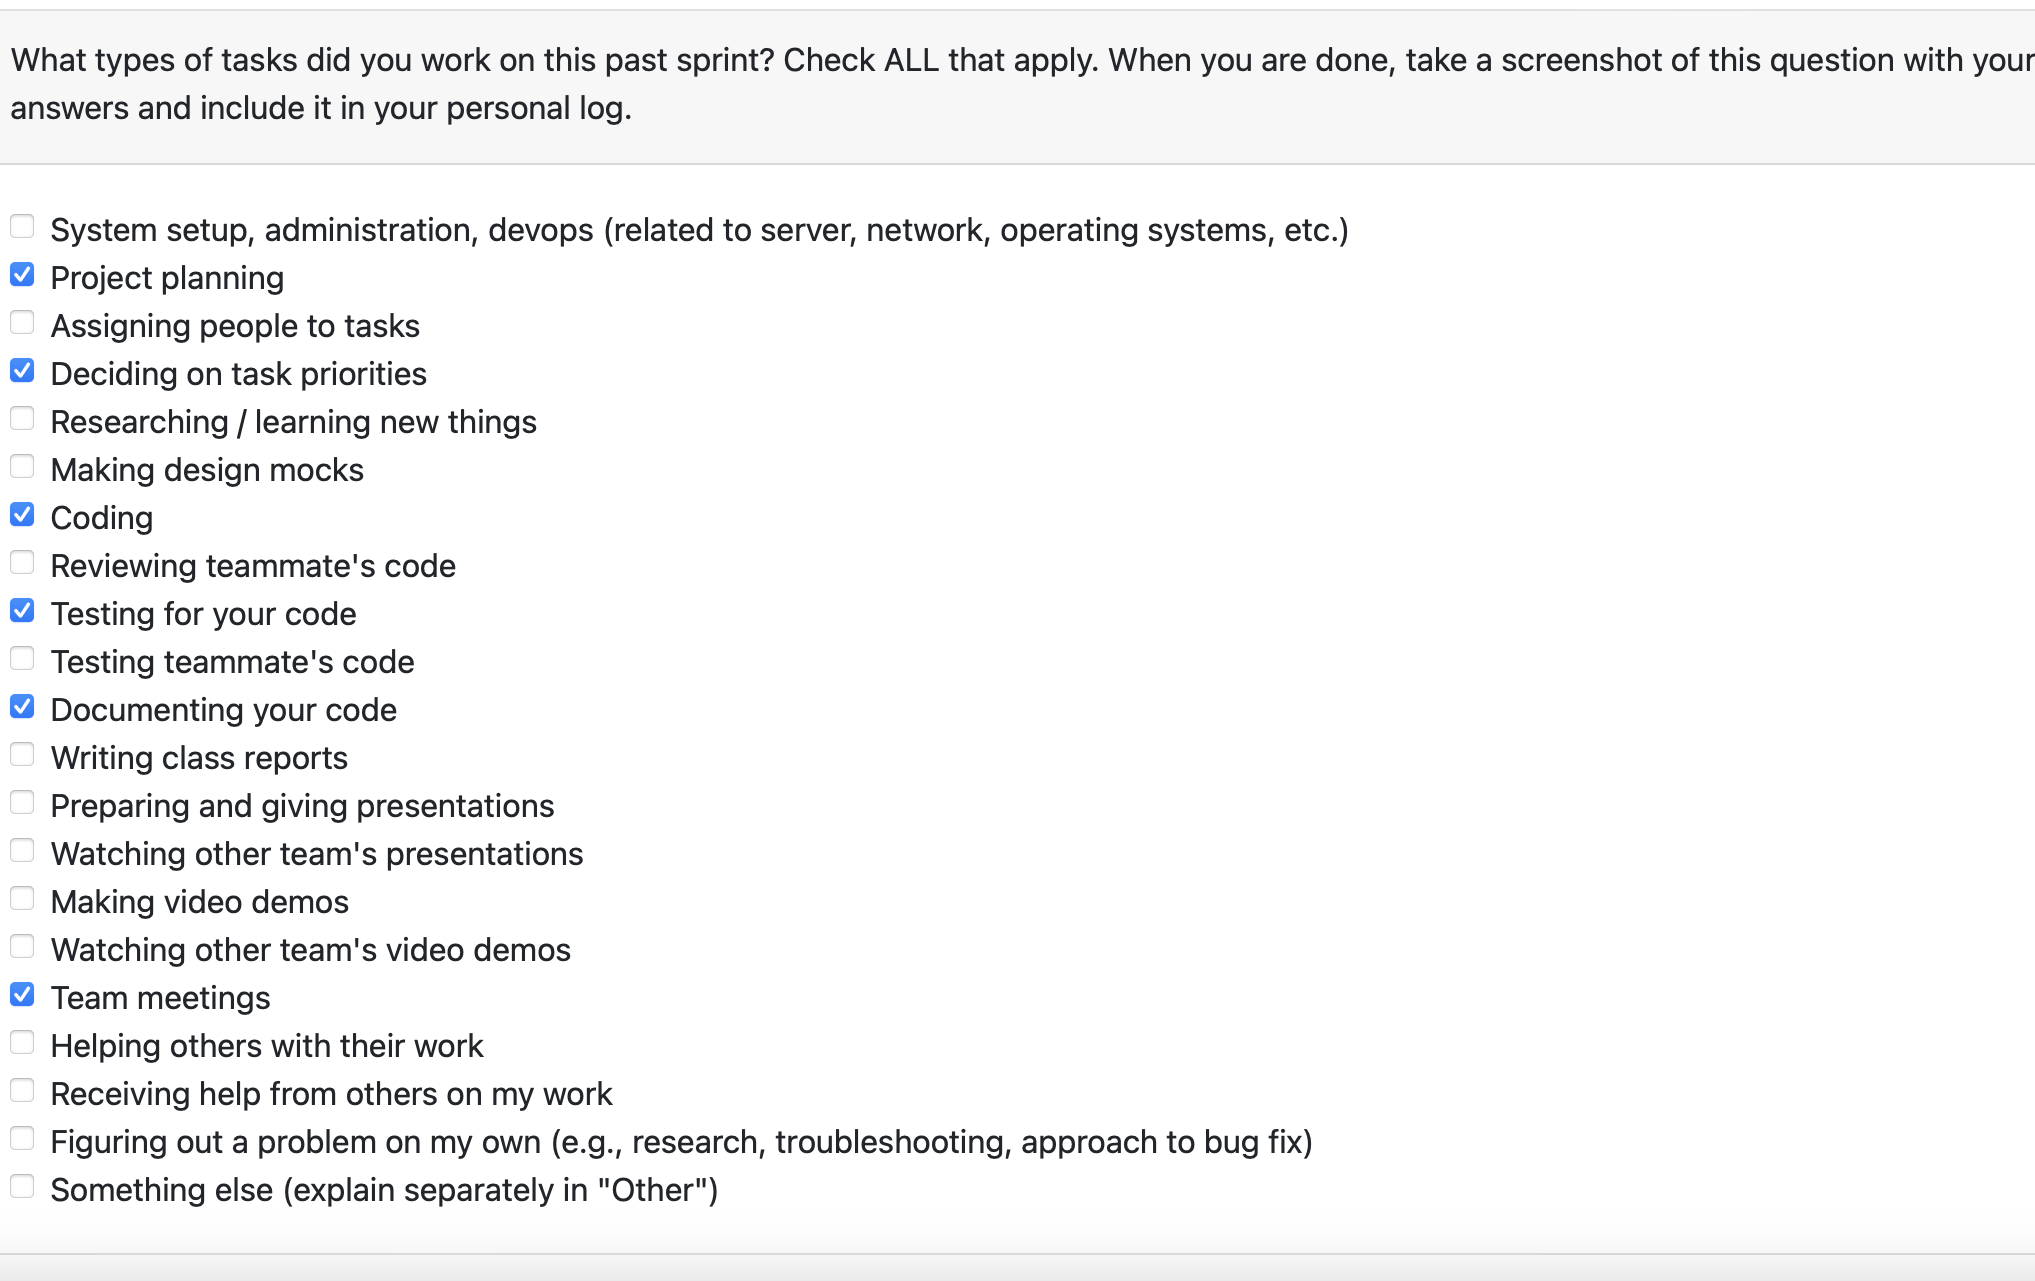 What types of tasks did you work on this past sprint? Check ALL that apply. When you are done, take a screenshot of this question with your
answers and include it in your personal log.
System setup, administration, devops (related to server, network, operating systems, etc.)
Project planning
Assigning people to tasks
Deciding on task priorities
Researching / learning new things
Making design mocks
Coding
Reviewing teammate's code
Testing for your code
Testing teammate's code
Documenting your code
Writing class reports
Preparing and giving presentations
Watching other team's presentations
Making video demos
Watching other team's video demos
Team meetings
Helping others with their work
Receiving help from others on my work
Figuring out a problem on my own (e.g., research, troubleshooting, approach to bug fix)
Something else (explain separately in "Other")